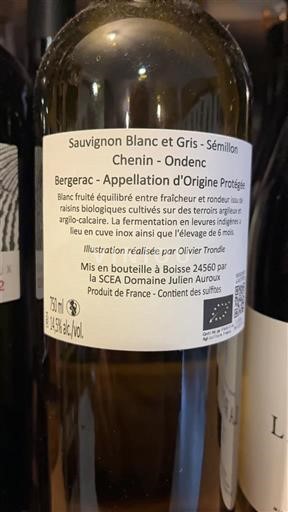 Sauvignon Blanc et Gris - Sémillon
Chenin - Ondenc
Bergerac - Appellation d'Origine Protégée
Blanc fruité équilibré entre fraîcheur et rondeur issu de
raisins biologiques cultivés sur des terroirs argileux et
argilo-calcaire. La fermentation en levures indigènes a
lieu en cuve inox ainsi que l'élevage de 6 mois.
Illustration réalisée par Olivier Trondle
Mis en bouteille à Boisse 24560 par
la SCEA Domaine Julien Auroux
Produit de France - Contient des sulfites
750 ml
14,5% alc./vol.